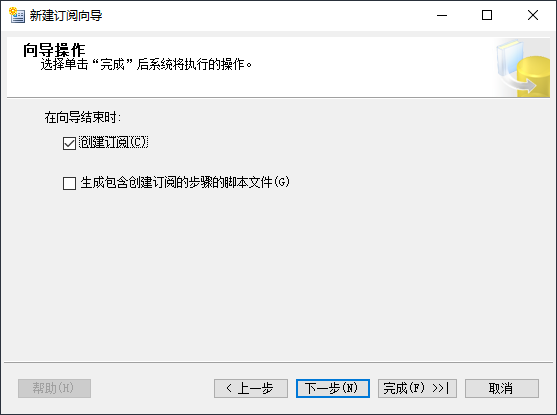 新建订阅向导
向导操作
选择单击“完成”后系统将执行的操作。
在向导结束时:
创建订阅(C)
生成包含创建订阅的步骤的脚本文件(G)
帮助(H)
< 上一步
下一步(N)
完成(F) >>|
取消